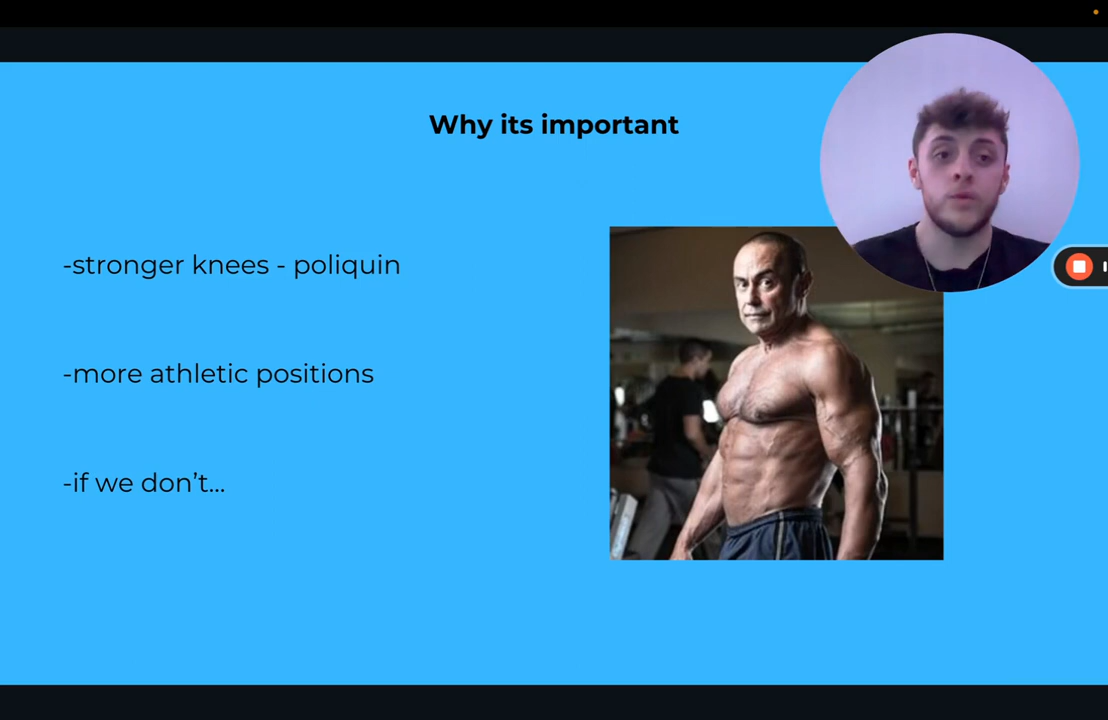 Why its important
-stronger knees - poliquin
-more athletic positions
-if we don’t...